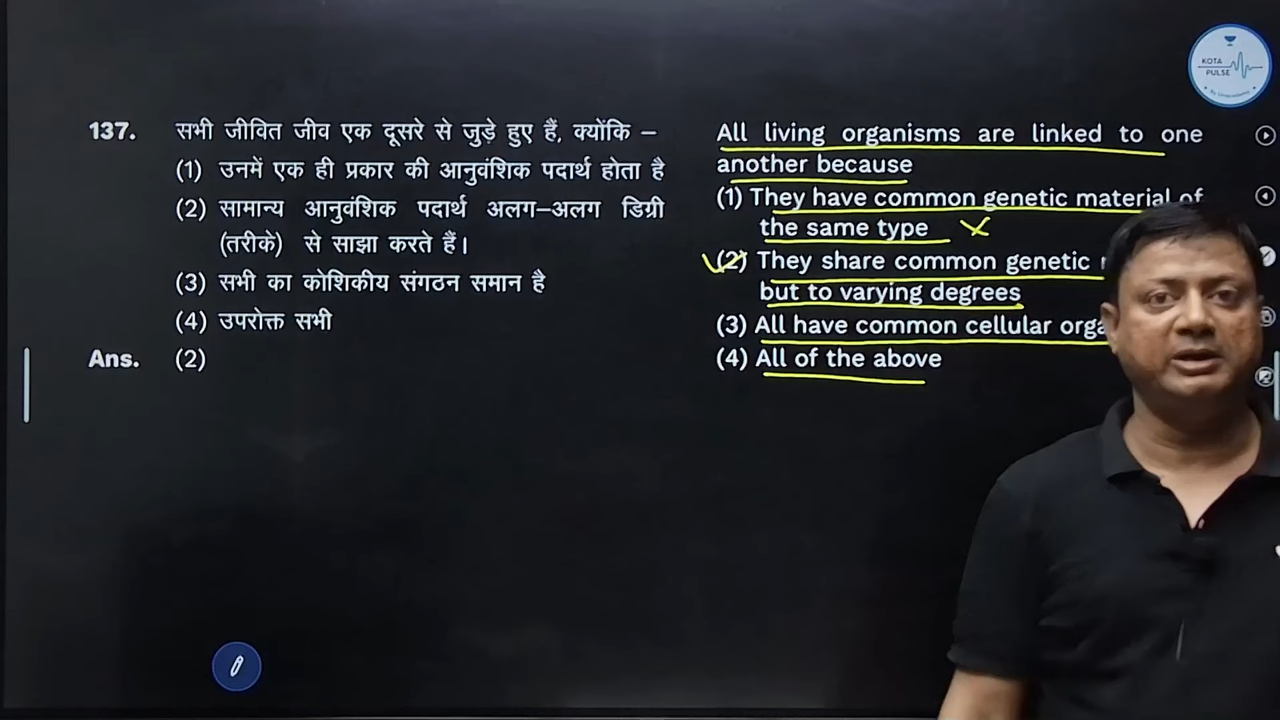 137. सभी जीवित जीव एक दूसरे से जुड़े हुए हैं, क्योंकि –
(1) उनमें एक ही प्रकार की आनुवंशिक पदार्थ होता है
(2) सामान्य आनुवंशिक पदार्थ अलग–अलग डिग्री
(तरीके) से साझा करते हैं।
(3) सभी का कोशिकीय संगठन समान है
(4) उपरोक्त सभी
Ans. (2)
All living organisms are linked to one
another because
(1) They have common genetic material of
the same type
(2) They share common genetic
but to varying degrees
(3) All have common cellular
(4) All of the above
KOTA
PULSE